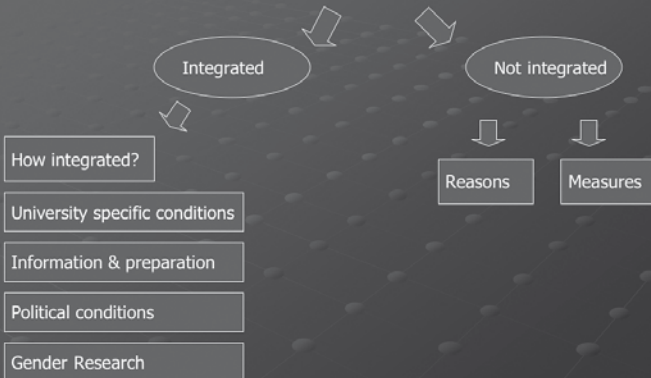 Integrated
Not integrated
How integrated?
University specific conditions
Information & preparation
Political conditions
Gender Research
Reasons
Measures